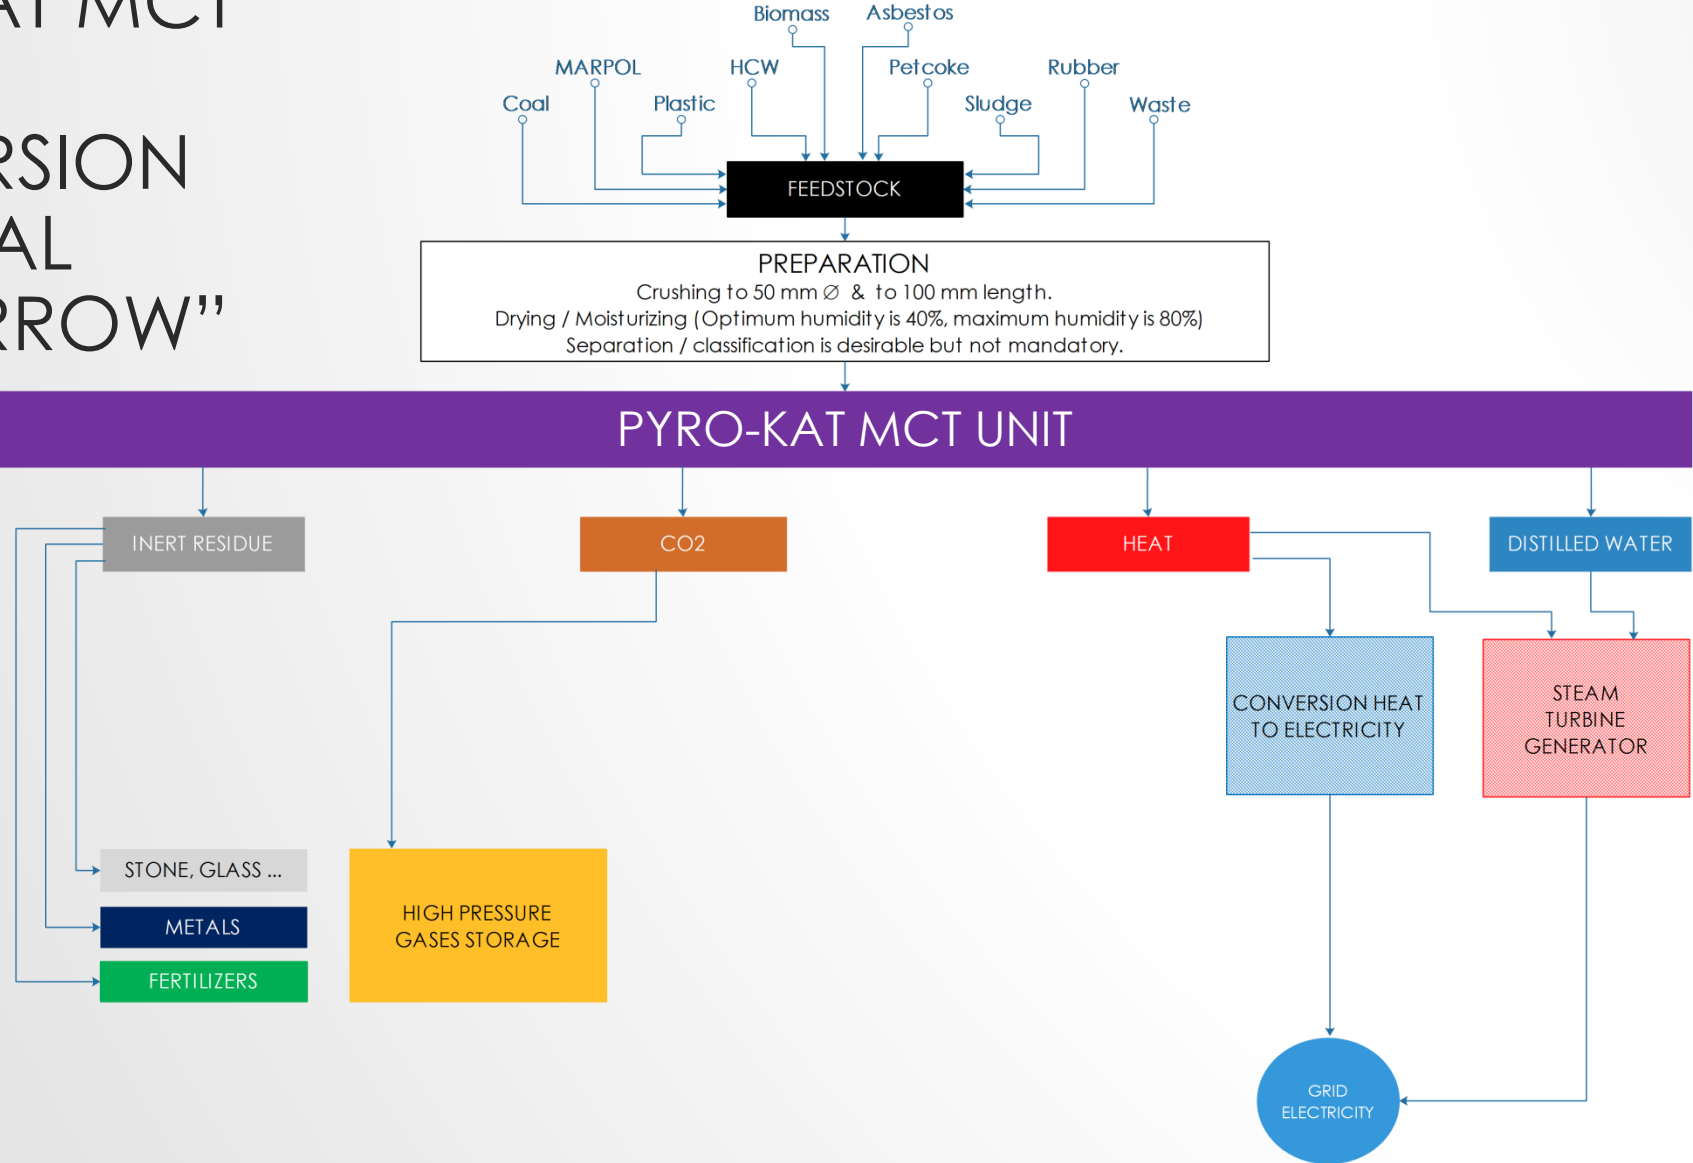 AT MCT
RSION
AL
RROW”
Biomass
Asbestos
MARPOL
HCW
Petcoke
Rubber
Coal
Plastic
Sludge
Waste
FEEDSTOCK
PREPARATION
Crushing to 50 mm Ø & to 100 mm length.
Drying / Moisturizing (Optimum humidity is 40%, maximum humidity is 80%)
Separation / classification is desirable but not mandatory.
PYRO-KAT MCT UNIT
INERT RESIDUE
CO2
HEAT
DISTILLED WATER
CONVERSION HEAT
TO ELECTRICITY
STEAM
TURBINE
GENERATOR
STONE, GLASS ...
METALS
FERTILIZERS
HIGH PRESSURE
GASES STORAGE
GRID
ELECTRICITY